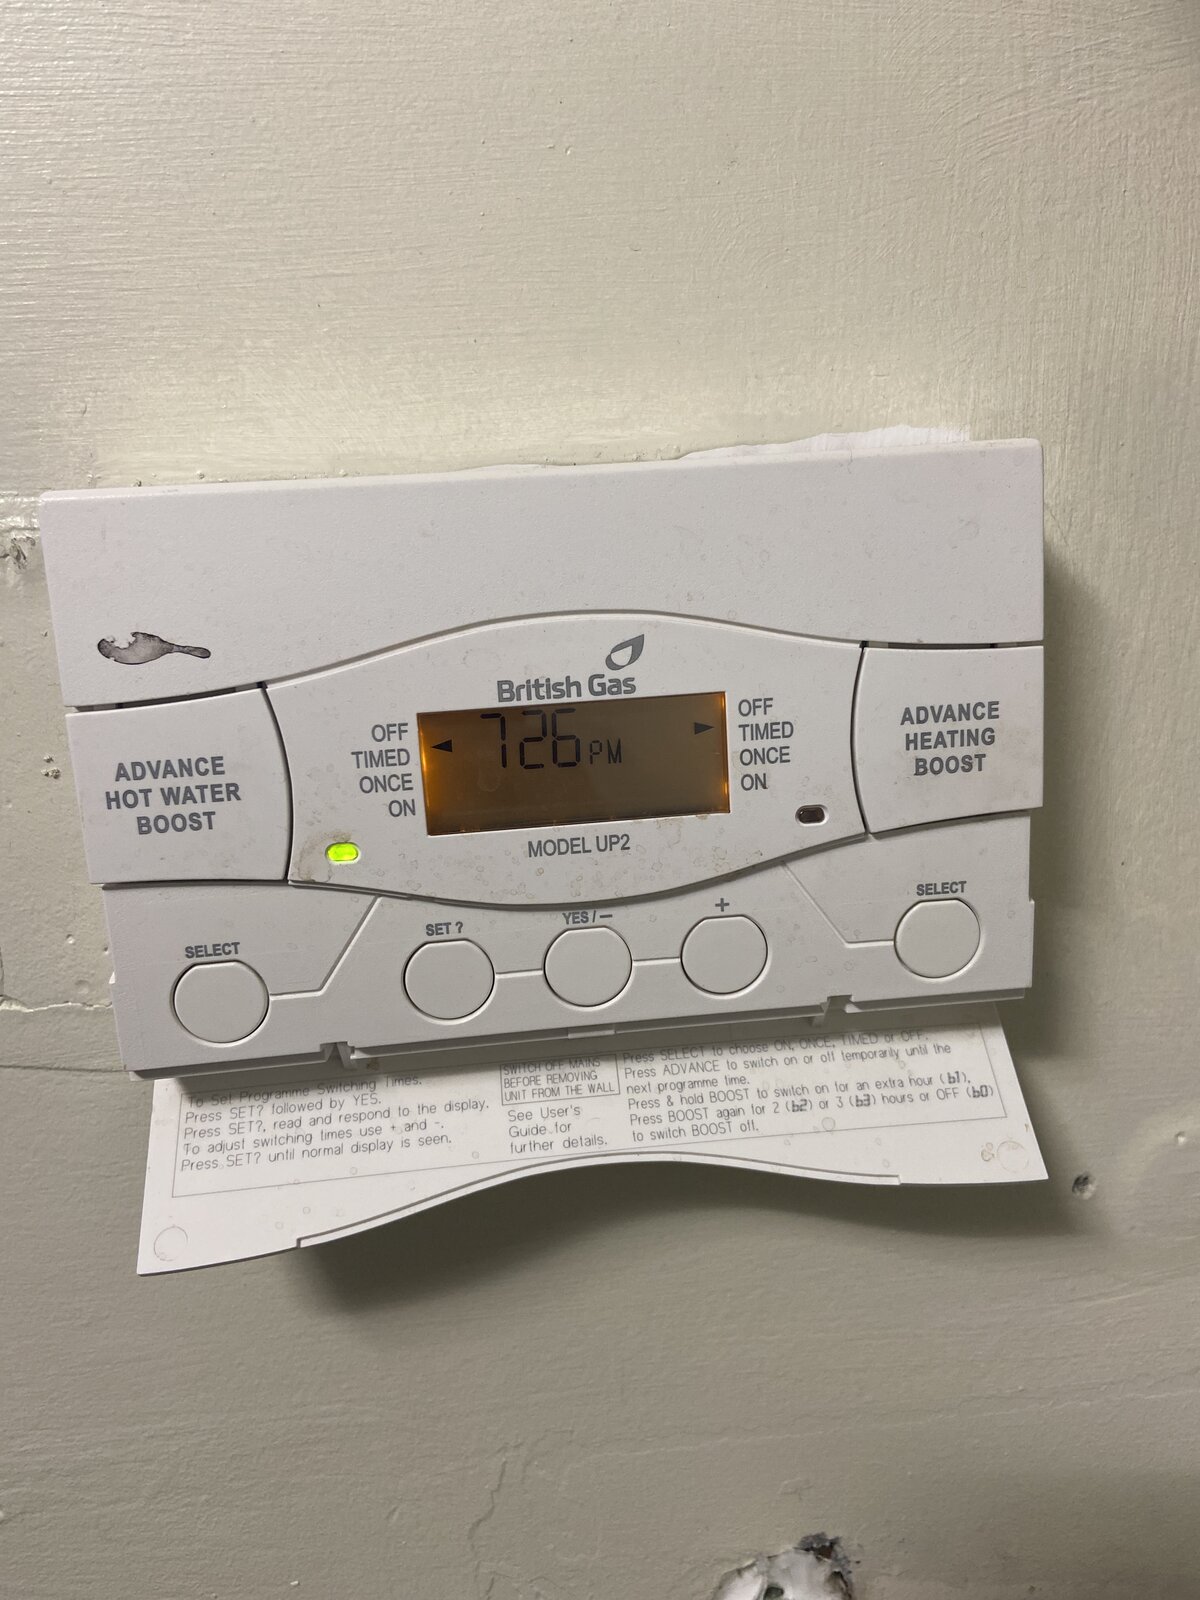 British Gas
OFF
TIMED
ONCE
ON
7:26 PM
OFF
TIMED
ONCE
ON
ADVANCE
HOT WATER
BOOST
ADVANCE
HEATING
BOOST
MODEL UP2
SELECT
SET ?
YES / −
+
SELECT
To Set Programme Switching Times.
Press SET? followed by YES.
Press SET?, read and respond to the display.
To adjust switching times use + and -.
Press SET? until normal display is seen.
SWITCH OFF MAINS
BEFORE REMOVING
UNIT FROM THE WALL
See User's
Guide for
further details.
Press SELECT to choose ON, ONCE, TIMED or OFF.
Press ADVANCE to switch on or off temporarily until the
next programme time.
Press & hold BOOST to switch on for an extra hour (b1).
Press BOOST again for 2 (b2) or 3 (b3) hours or OFF (b0)
to switch BOOST off.